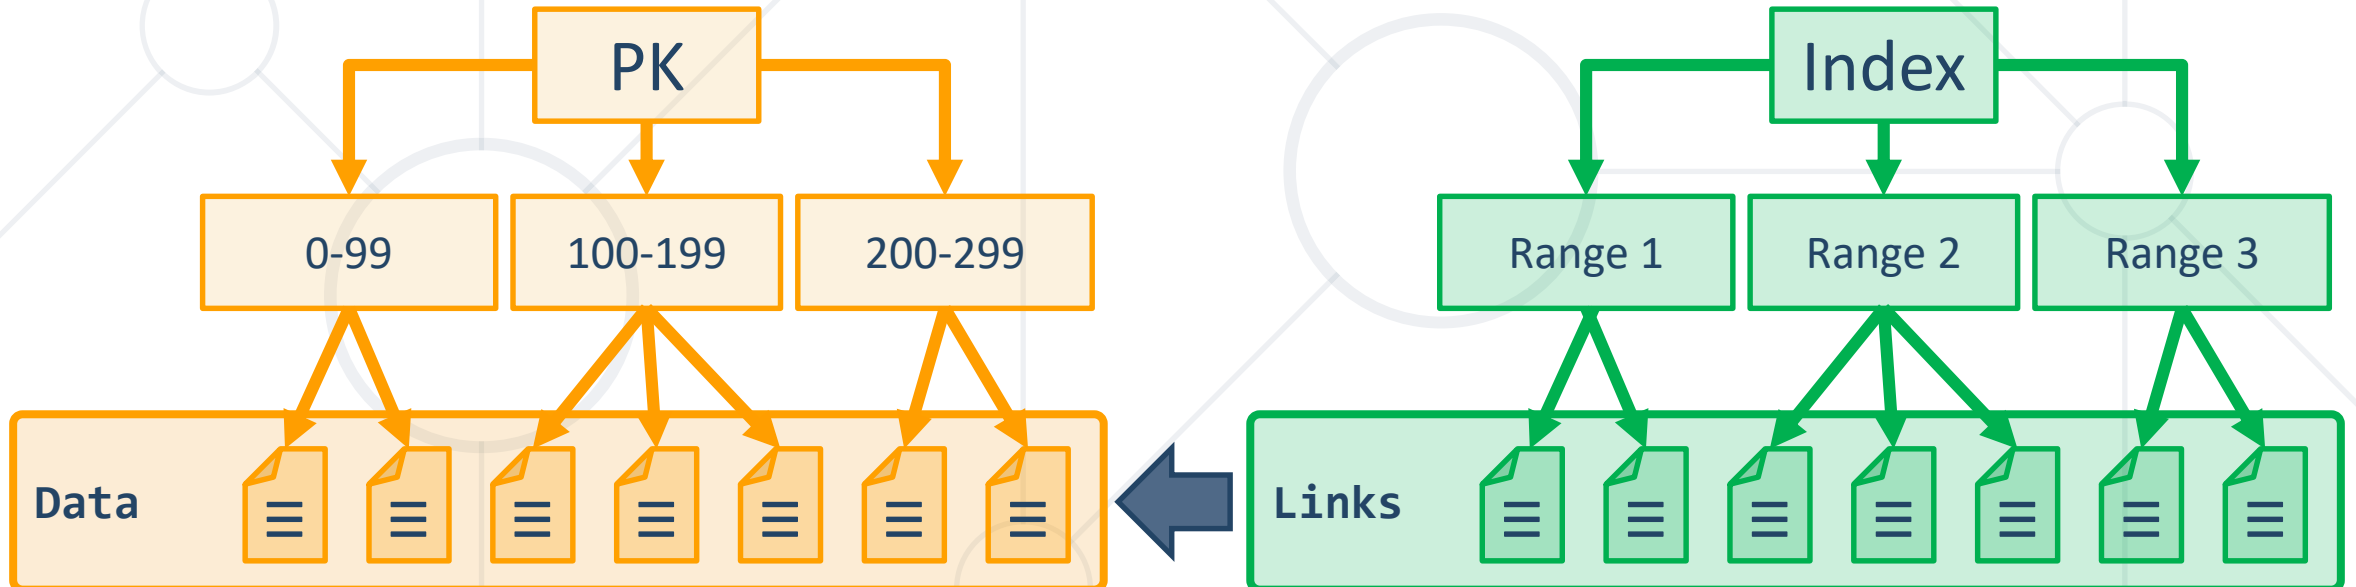 PK
0-99
100-199
200-299
Data
Index
Range 1
Range 2
Range 3
Links